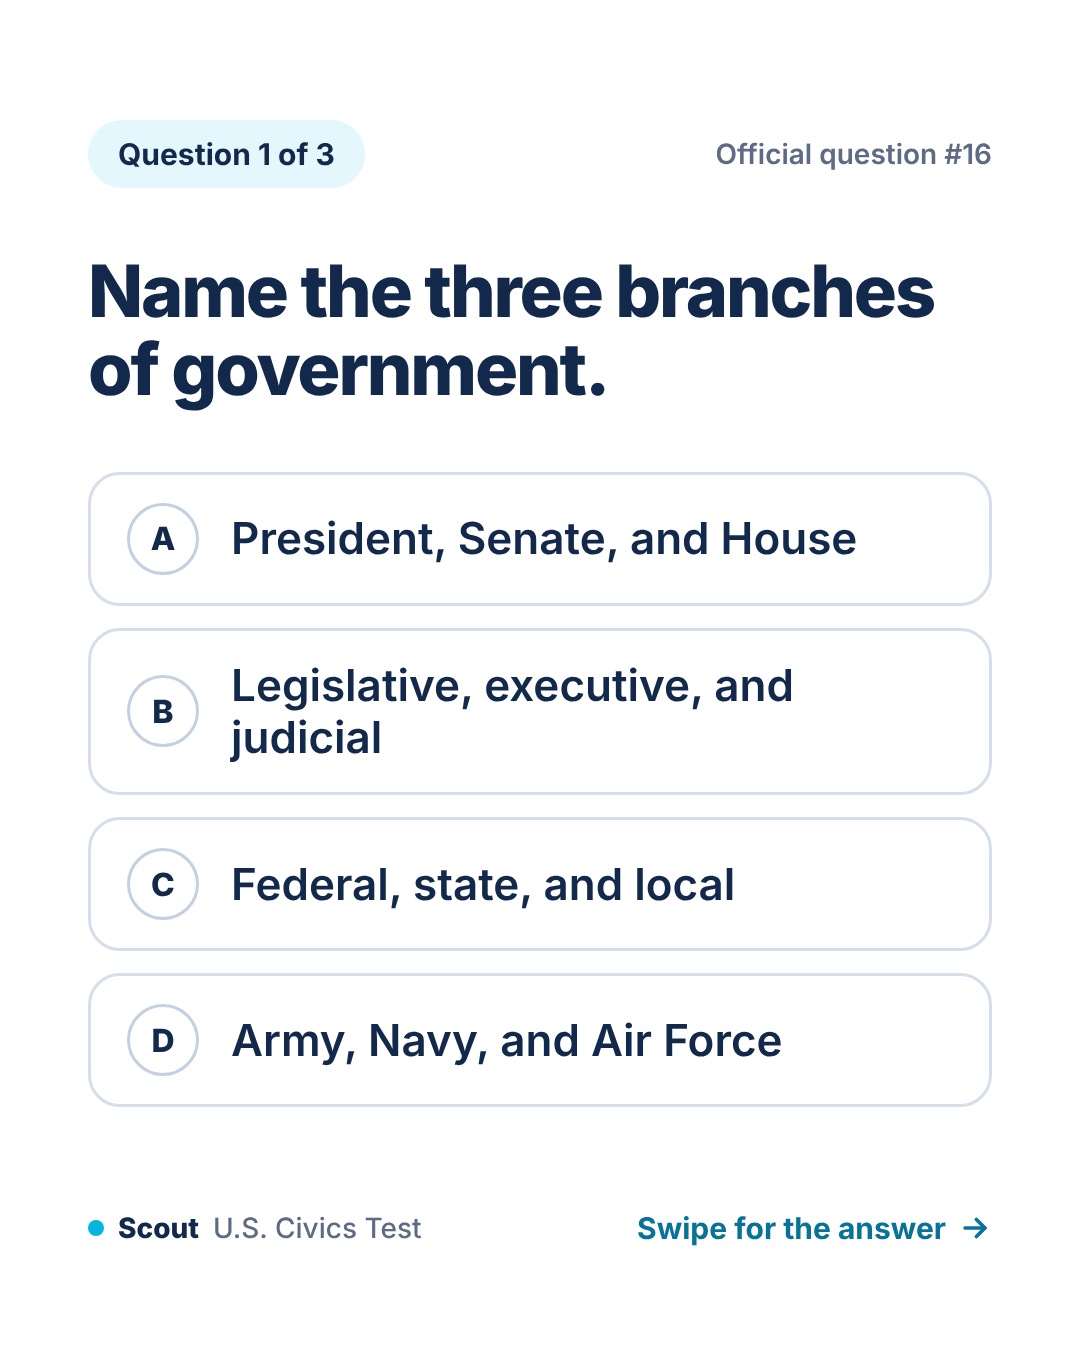 Question 1 of 3
Official question #16
Name the three branches
of government.
A
President, Senate, and House
B
Legislative, executive, and
judicial
C
Federal, state, and local
D
Army, Navy, and Air Force
Scout U.S. Civics Test
Swipe for the answer →